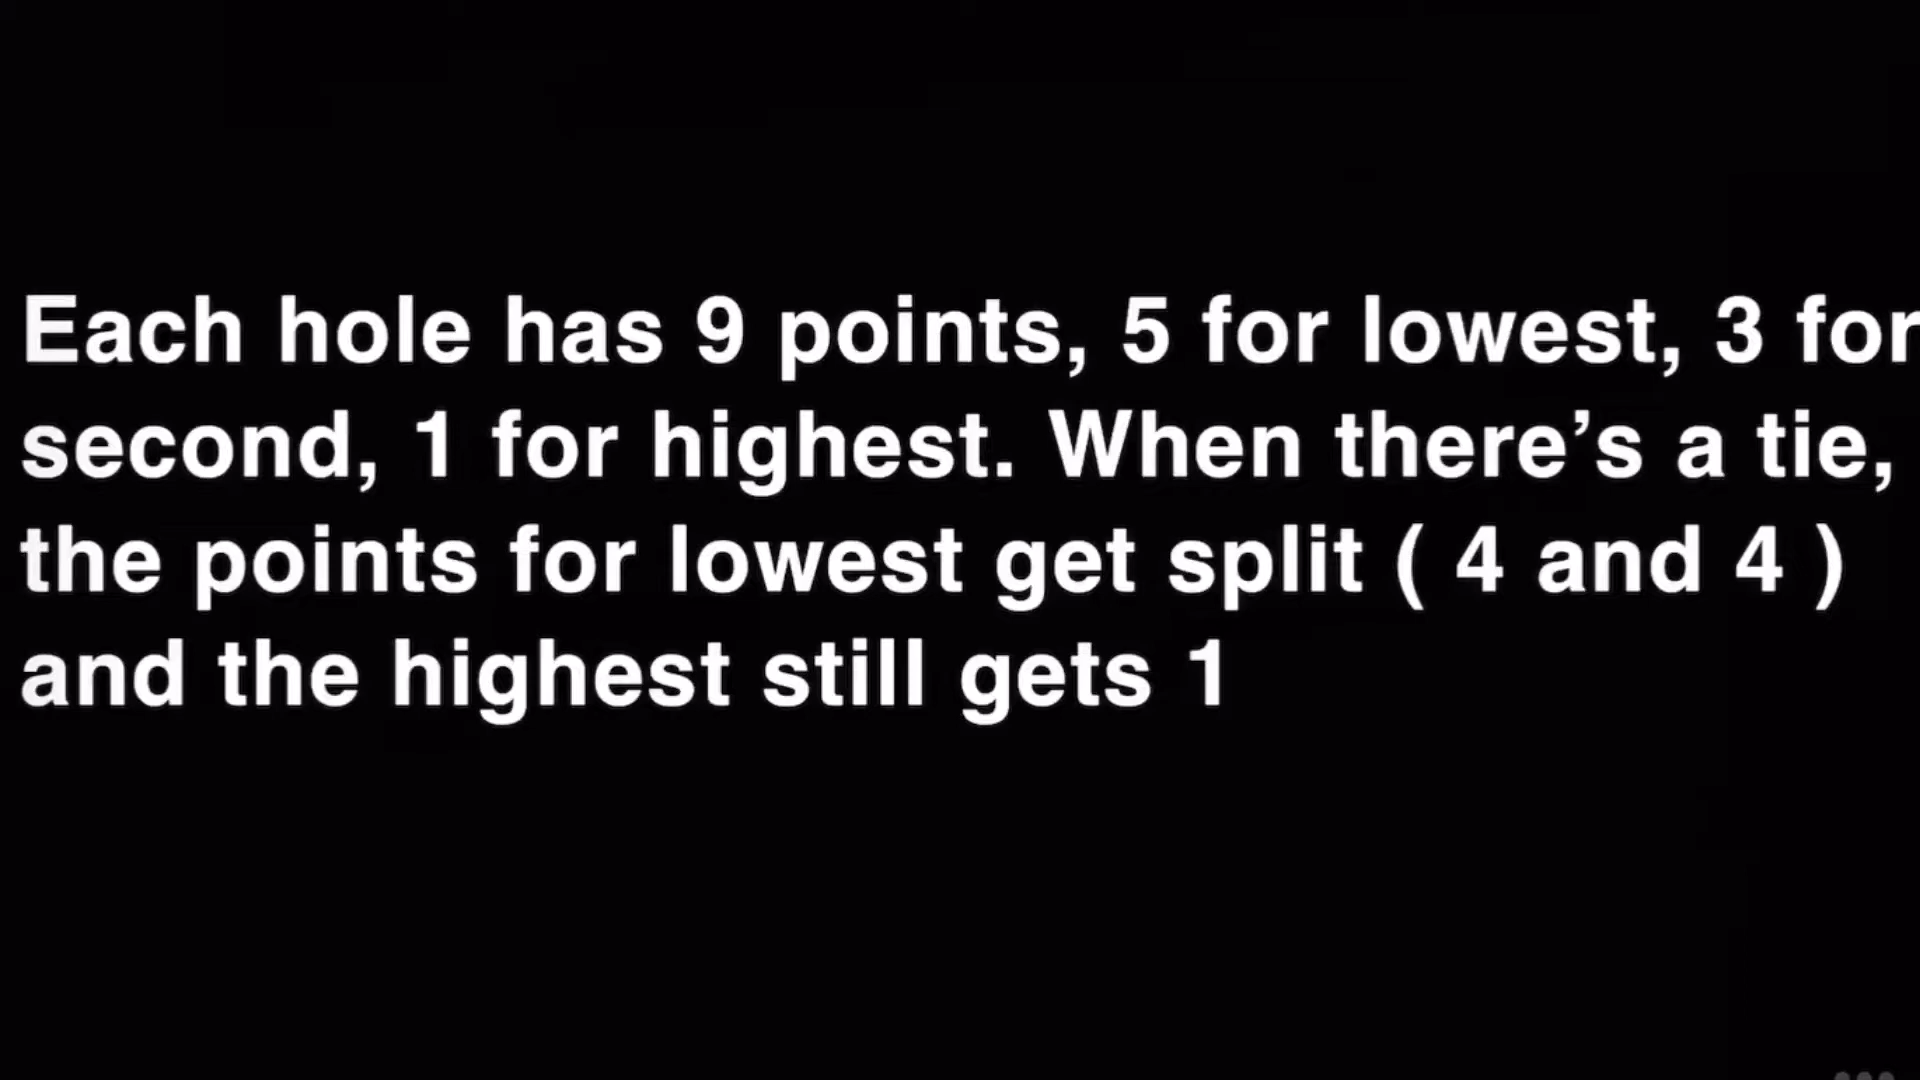 Each hole has 9 points, 5 for lowest, 3 for
second, 1 for highest. When there’s a tie,
the points for lowest get split ( 4 and 4 )
and the highest still gets 1